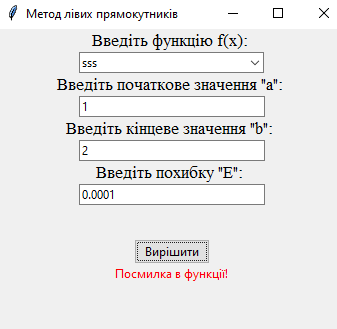 Метод лівих прямокутників
Введіть функцію f(x):
sss
Введіть початкове значення "a":
1
Введіть кінцеве значення "b":
2
Введіть похибку "E":
0.0001
Вирішити
Посмилка в функції!